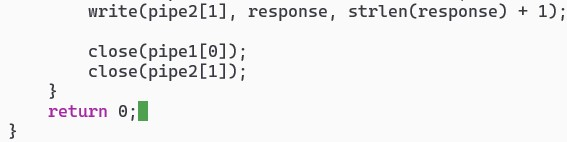 write(pipe2[1], response, strlen(response) + 1);

        close(pipe1[0]);
        close(pipe2[1]);
    }
    return 0;
}